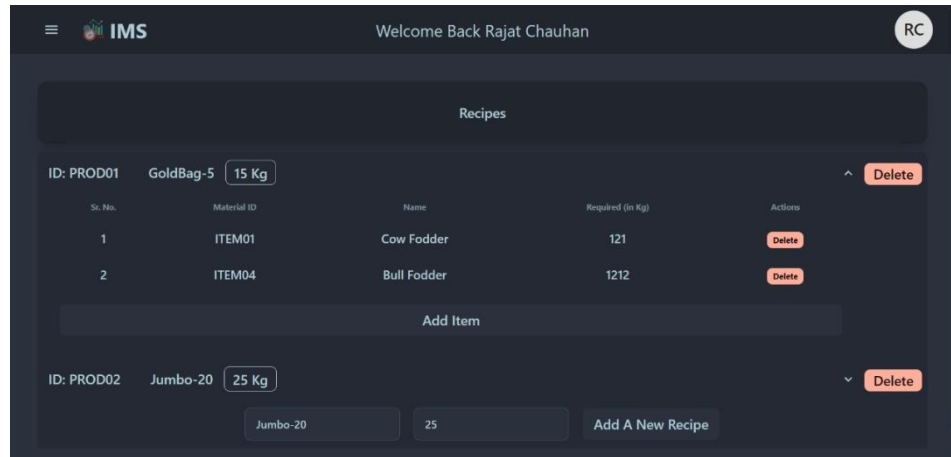 IMS Welcome Back Rajat Chauhan RC
Recipes
ID: PROD01 GoldBag-5 15 Kg Delete
Sr. No. Material ID Name Required (in Kg) Actions
1 ITEM01 Cow Fodder 121 Delete
2 ITEM04 Bull Fodder 1212 Delete
Add Item
ID: PROD02 Jumbo-20 25 Kg Delete
Jumbo-20 25 Add A New Recipe